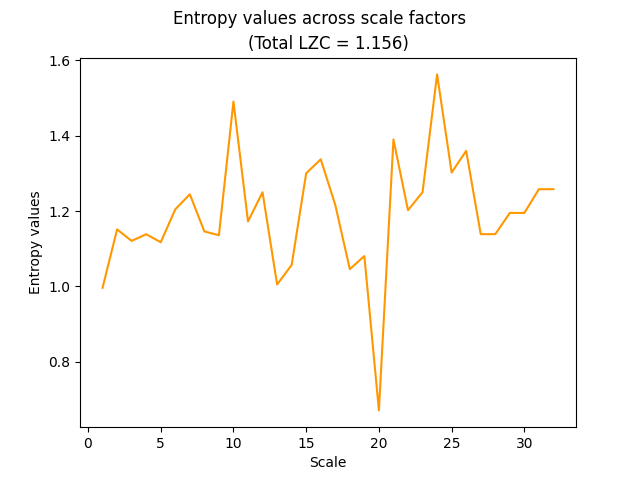 Entropy values across scale factors
(Total LZC = 1.156)
1.6
1.4
1.2
1.0
0.8
Entropy values
0 5 10 15 20 25 30
Scale